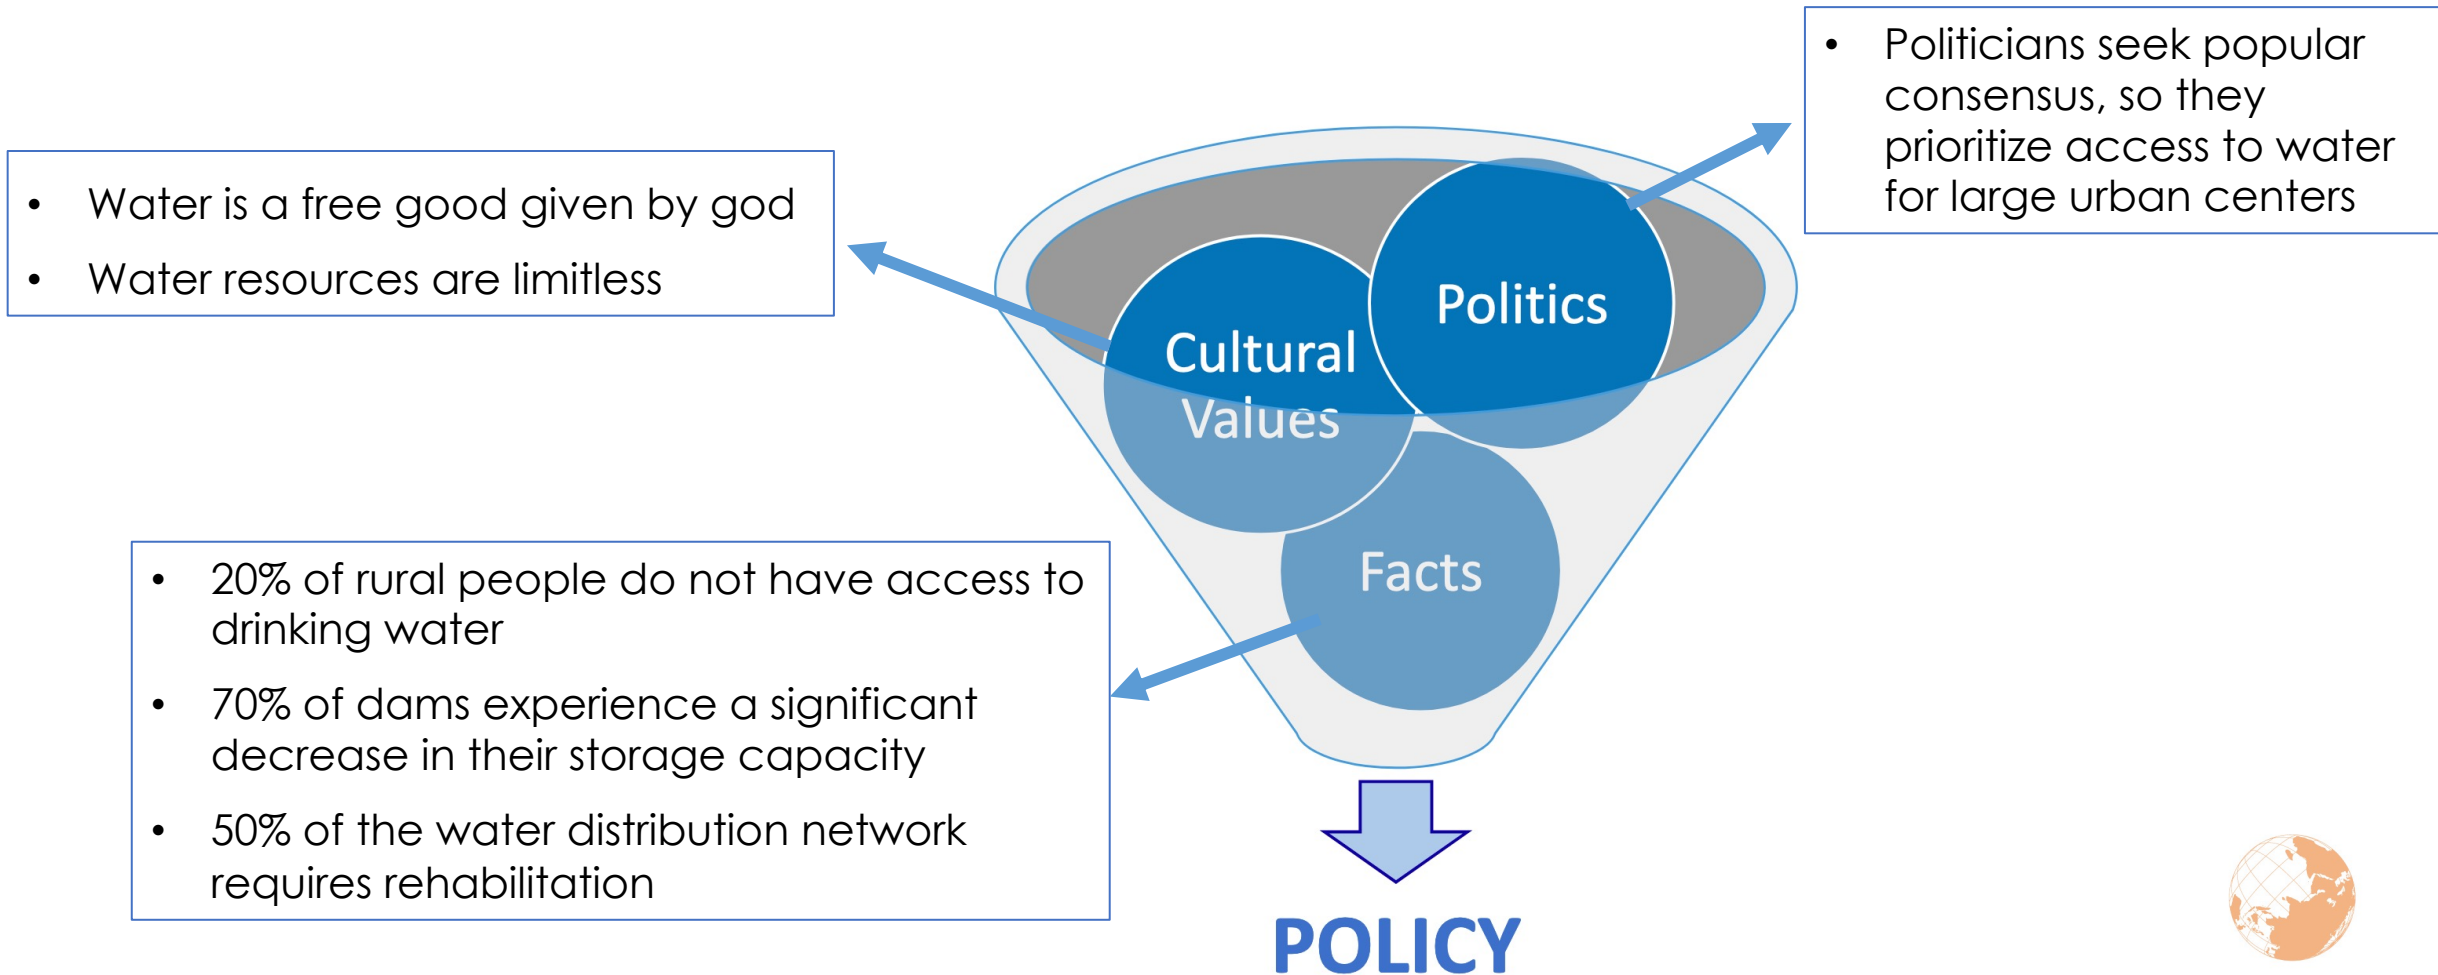 • Politicians seek popular
consensus, so they
prioritize access to water
for large urban centers
• Water is a free good given by god
• Water resources are limitless
Politics
Cultural
Values
Facts
• 20% of rural people do not have access to
drinking water
• 70% of dams experience a significant
decrease in their storage capacity
• 50% of the water distribution network
requires rehabilitation
POLICY